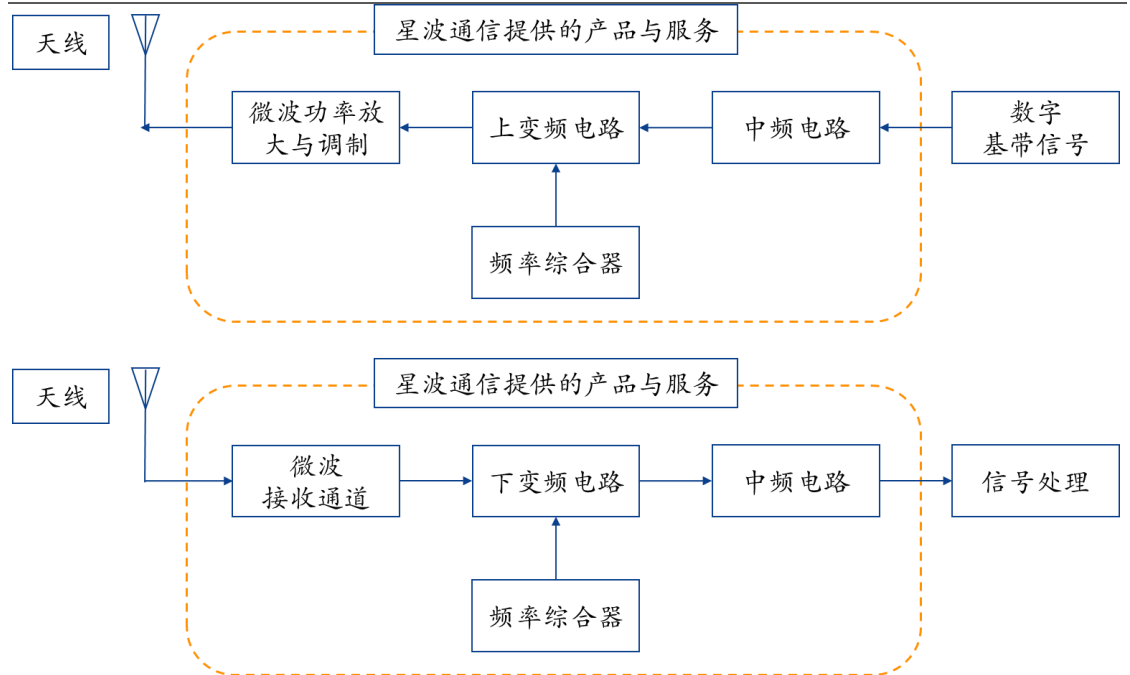 星波通信提供的产品与服务
天线
微波功率放
大与调制
上变频电路
中频电路
数字
基带信号
频率综合器
星波通信提供的产品与服务
天线
微波
接收通道
下变频电路
中频电路
信号处理
频率综合器